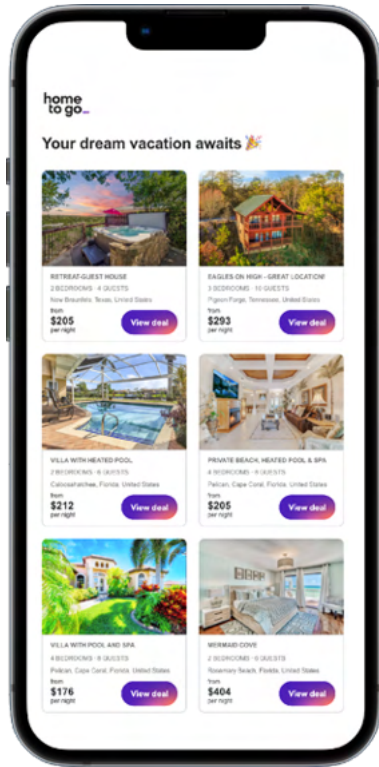 home
to go_
Your dream vacation awaits 🎉
RETREAT-GUEST HOUSE
2 BEDROOMS · 4 GUESTS
New Braunfels, Texas, United States
from
$205
per night
View deal
EAGLES ON HIGH - GREAT LOCATION!
3 BEDROOMS · 10 GUESTS
Pigeon Forge, Tennessee, United States
from
$293
per night
View deal
VILLA WITH HEATED POOL
2 BEDROOMS · 6 GUESTS
Caloosahatchee, Florida, United States
from
$212
per night
View deal
PRIVATE BEACH, HEATED POOL & SPA
4 BEDROOMS · 8 GUESTS
Pelican, Cape Coral, Florida, United States
from
$205
per night
View deal
VILLA WITH POOL AND SPA
4 BEDROOMS · 8 GUESTS
Pelican, Cape Coral, Florida, United States
from
$176
per night
View deal
MERMAID COVE
2 BEDROOMS · 6 GUESTS
Rosemary Beach, Florida, United States
from
$404
per night
View deal